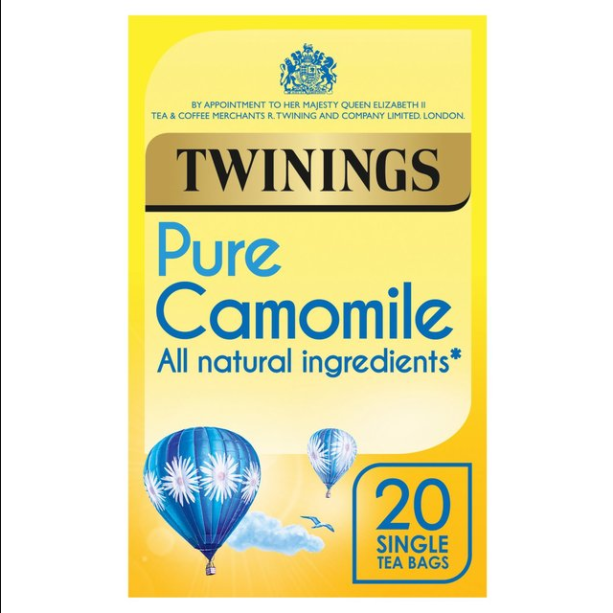 BY APPOINTMENT TO HER MAJESTY QUEEN ELIZABETH II
TEA & COFFEE MERCHANTS R. TWINING AND COMPANY LIMITED. LONDON.
TWININGS
Pure
Camomile
All natural ingredients*
20
SINGLE
TEA BAGS